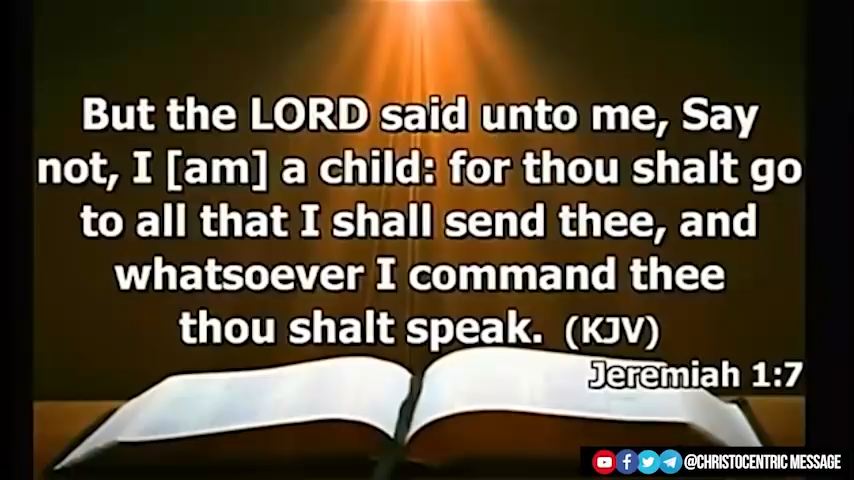 But the LORD said unto me, Say
not, I [am] a child: for thou shalt go
to all that I shall send thee, and
whatsoever I command thee
thou shalt speak. (KJV)
Jeremiah 1:7
@CHRISTOCENTRIC MESSAGE